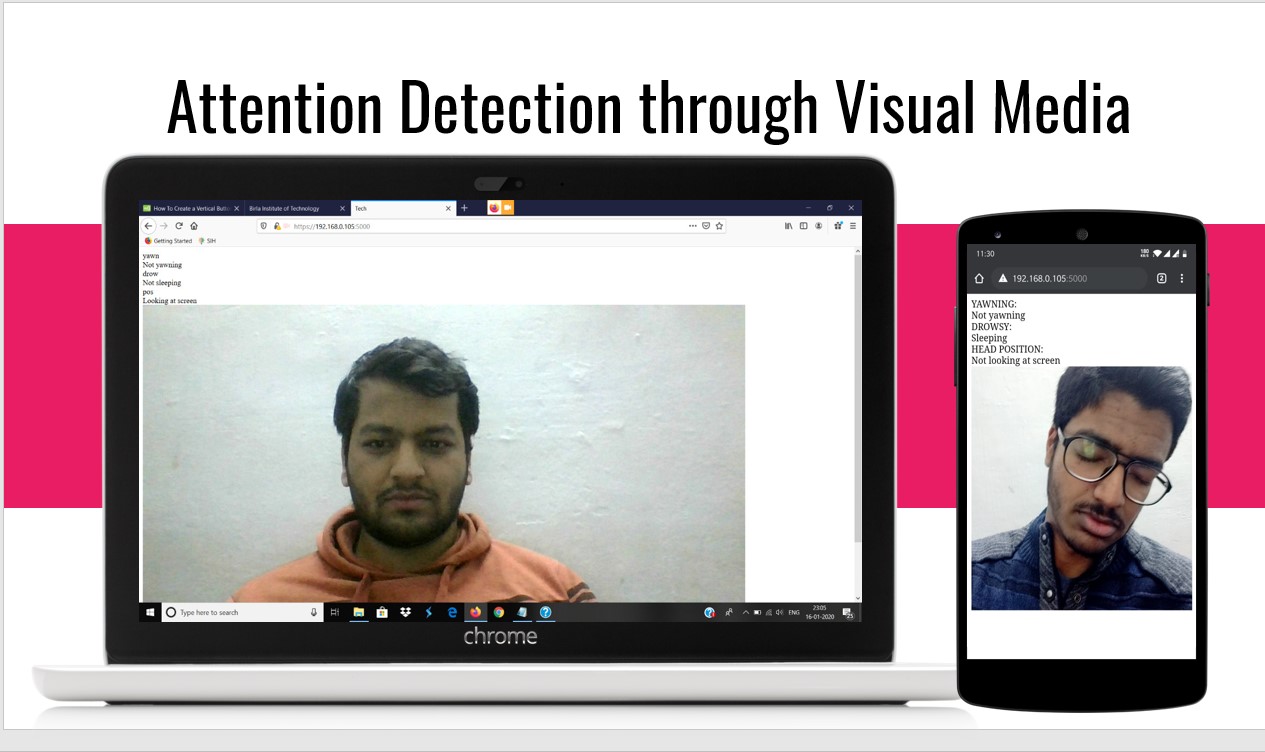 Attention Detection through Visual Media
How To Create a Vertical Butt
Birla Institute of Technology
Tech
https://192.168.0.105:5000
Getting Started
SIH
yawn
Not yawning
drow
Not sleeping
pos
Looking at screen
Type here to search
ENG
23:05
16-01-2020
chrome
11:30
180
192.168.0.105:5000
2
YAWNING:
Not yawning
DROWSY:
Sleeping
HEAD POSITION:
Not looking at screen